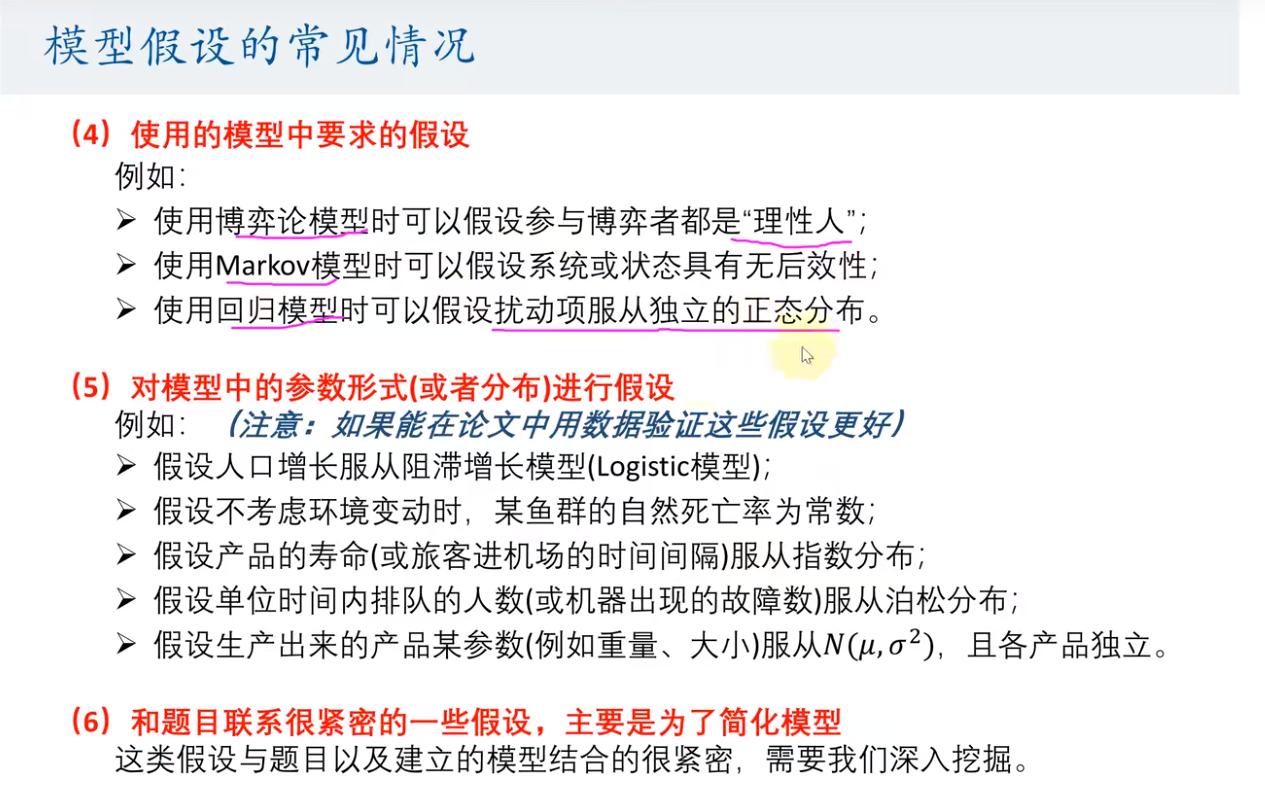 模型假设的常见情况
（4）使用的模型中要求的假设
例如：
➢ 使用博弈论模型时可以假设参与博弈者都是“理性人”；
➢ 使用Markov模型时可以假设系统或状态具有无后效性；
➢ 使用回归模型时可以假设扰动项服从独立的正态分布。
（5）对模型中的参数形式(或者分布)进行假设
例如：（注意：如果能在论文中用数据验证这些假设更好）
➢ 假设人口增长服从阻滞增长模型(Logistic模型)；
➢ 假设不考虑环境变动时，某鱼群的自然死亡率为常数；
➢ 假设产品的寿命(或旅客进机场的时间间隔)服从指数分布；
➢ 假设单位时间内排队的人数(或机器出现的故障数)服从泊松分布；
➢ 假设生产出来的产品某参数(例如重量、大小)服从N(μ,σ²)，且各产品独立。
（6）和题目联系很紧密的一些假设，主要是为了简化模型
这类假设与题目以及建立的模型结合的很紧密，需要我们深入挖掘。